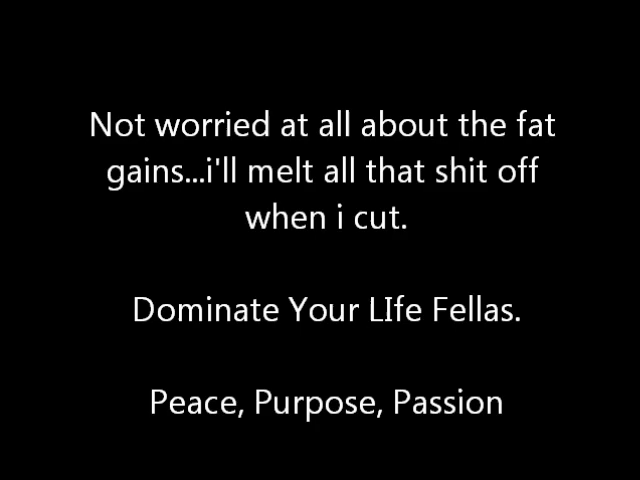 Not worried at all about the fat
gains...i'll melt all that shit off
when i cut.
Dominate Your LIfe Fellas.
Peace, Purpose, Passion